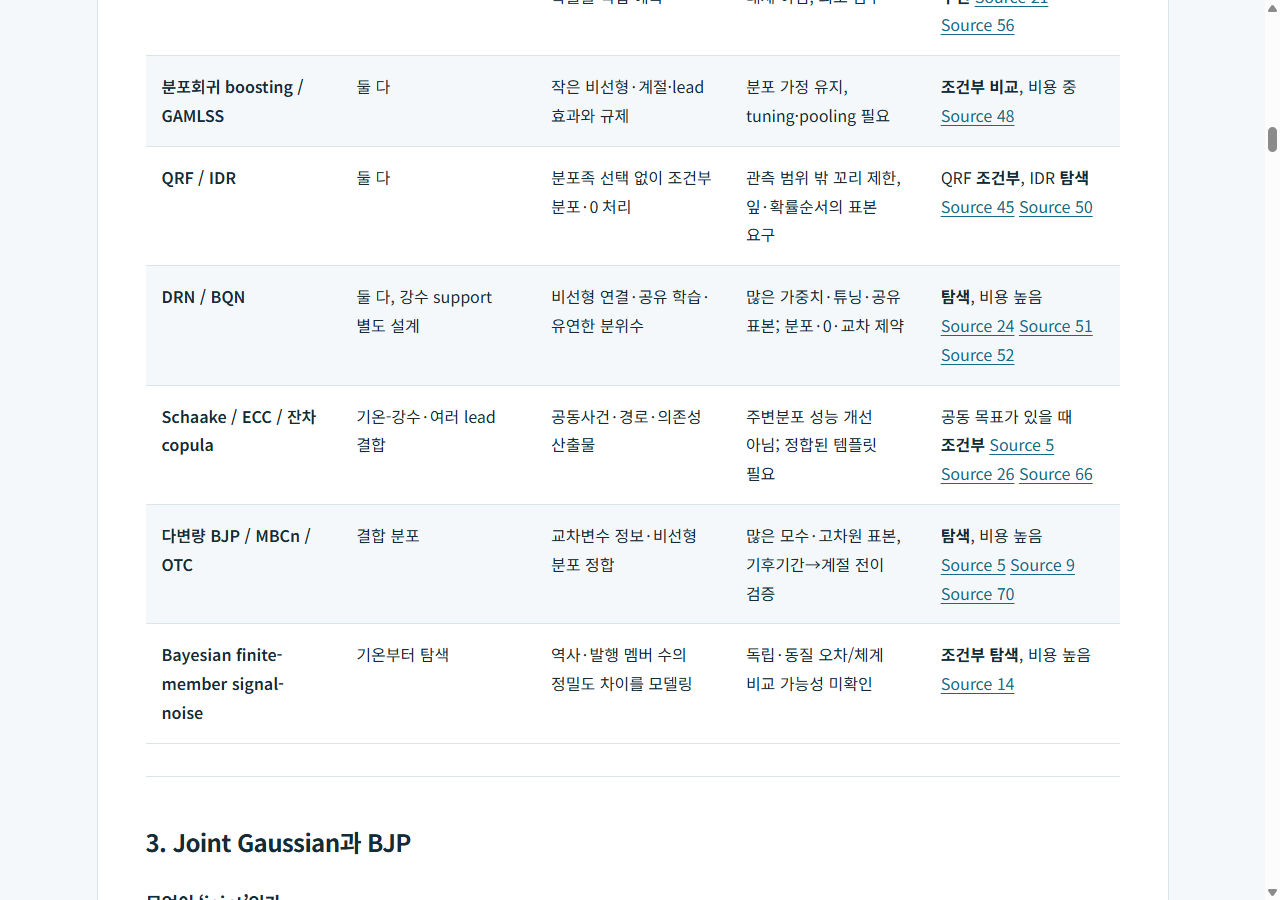 Source 56
분포회귀 boosting /
GAMLSS
둘 다
작은 비선형·계절·lead
효과와 규제
분포 가정 유지,
tuning·pooling 필요
조건부 비교, 비용 중
Source 48
QRF / IDR
둘 다
분포족 선택 없이 조건부
분포·0 처리
관측 범위 밖 꼬리 제한,
잎·확률순서의 표본
요구
QRF 조건부, IDR 탐색
Source 45 Source 50
DRN / BQN
둘 다, 강수 support
별도 설계
비선형 연결·공유 학습·
유연한 분위수
많은 가중치·튜닝·공유
표본; 분포·0·교차 제약
탐색, 비용 높음
Source 24 Source 51
Source 52
Schaake / ECC / 잔차
copula
기온-강수·여러 lead
결합
공동사건·경로·의존성
산출물
주변분포 성능 개선
아님; 정합된 템플릿
필요
공동 목표가 있을 때
조건부 Source 5
Source 26 Source 66
다변량 BJP / MBCn /
OTC
결합 분포
교차변수 정보·비선형
분포 정합
많은 모수·고차원 표본,
기후기간→계절 전이
검증
탐색, 비용 높음
Source 5 Source 9
Source 70
Bayesian finite-
member signal-
noise
기온부터 탐색
역사·발행 멤버 수의
정밀도 차이를 모델링
독립·동질 오차/체계
비교 가능성 미확인
조건부 탐색, 비용 높음
Source 14
3. Joint Gaussian과 BJP